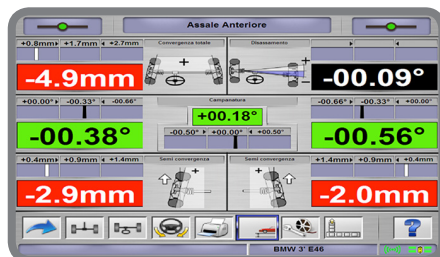 Assale Anteriore
+0.8mm +1.7mm +2.7mm
Convergenza totale
Disassamento
-4.9mm
-00.09°
+00.00° -00.33° -00.66°
Campanatura
-00.66° -00.33° +00.00°
+00.18°
-00.38°
-00.50° +00.00° +00.50°
-00.56°
+0.4mm +0.9mm +1.4mm
Semi convergenza
Semi convergenza
+1.4mm +0.9mm +0.4mm
-2.9mm
-2.0mm
?
BMW 3' E46